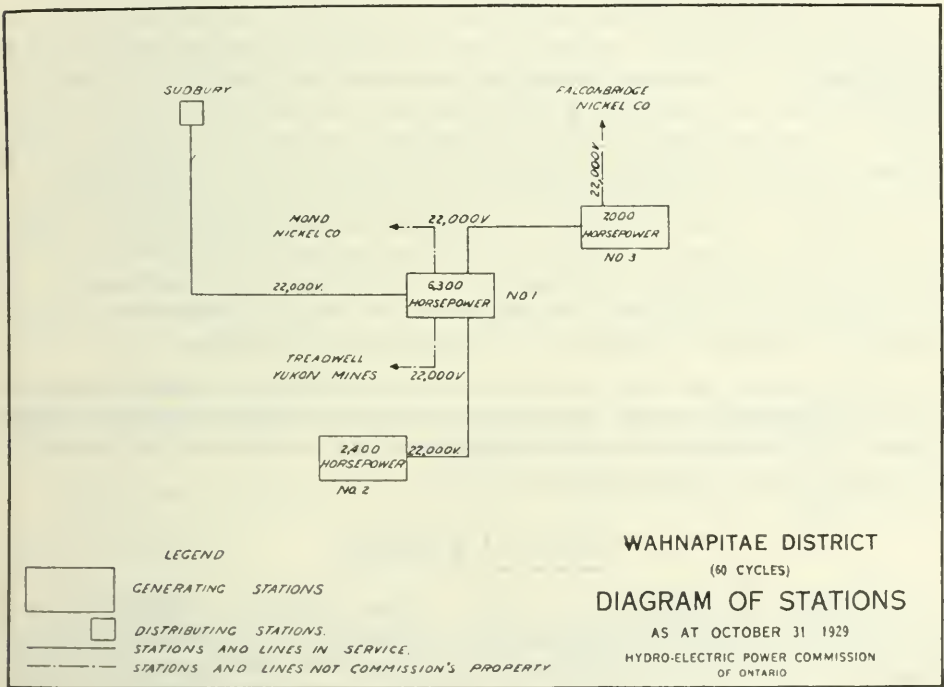 SUDBURY
FALCONBRIDGE
NICKEL CO
22,000V
MOND
NICKEL CO
22,000V
7000
HORSEPOWER
NO 3
22,000V.
6,300
HORSEPOWER
NO 1
TREADWELL
YUKON MINES
22,000V
2,400
HORSEPOWER
22,000V.
NO. 2
LEGEND
GENERATING STATIONS
DISTRIBUTING STATIONS.
STATIONS AND LINES IN SERVICE.
STATIONS AND LINES NOT COMMISSION'S PROPERTY
WAHNAPITAE DISTRICT
(60 CYCLES)
DIAGRAM OF STATIONS
AS AT OCTOBER 31 1929
HYDRO-ELECTRIC POWER COMMISSION
OF ONTARIO